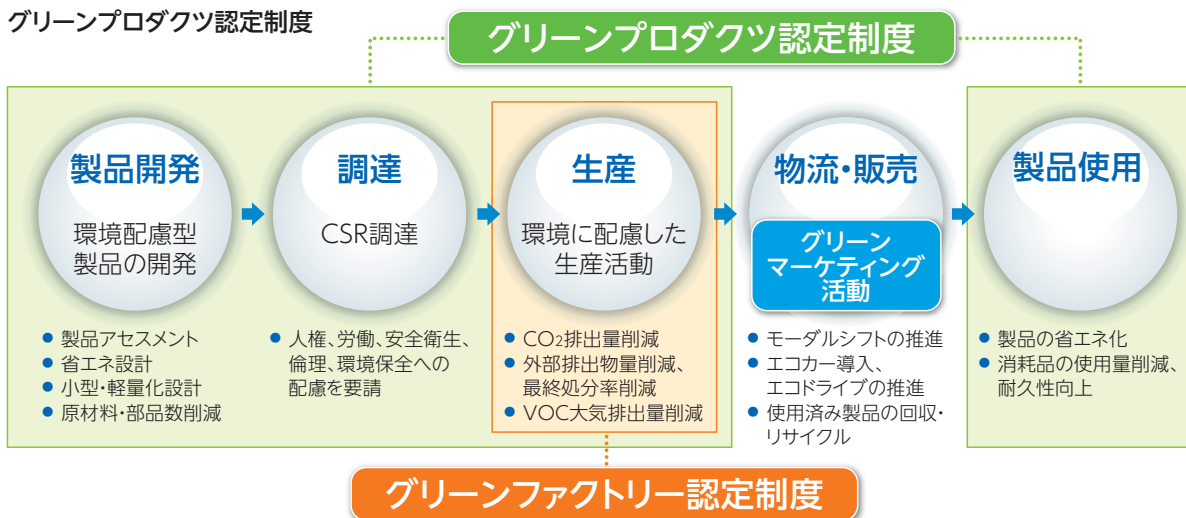 グリーンプロダクツ認定制度
グリーンプロダクツ認定制度
製品開発
環境配慮型
製品の開発
● 製品アセスメント
● 省エネ設計
● 小型・軽量化設計
● 原材料・部品数削減
調達
CSR調達
● 人権、労働、安全衛生、
倫理、環境保全への
配慮を要請
生産
環境に配慮した
生産活動
● CO₂排出量削減
● 外部排出物量削減、
最終処分率削減
● VOC大気排出量削減
物流・販売
グリーン
マーケティング
活動
● モーダルシフトの推進
● エコカー導入、
エコドライブの推進
● 使用済み製品の回収・
リサイクル
製品使用
● 製品の省エネ化
● 消耗品の使用量削減、
耐久性向上
グリーンファクトリー認定制度